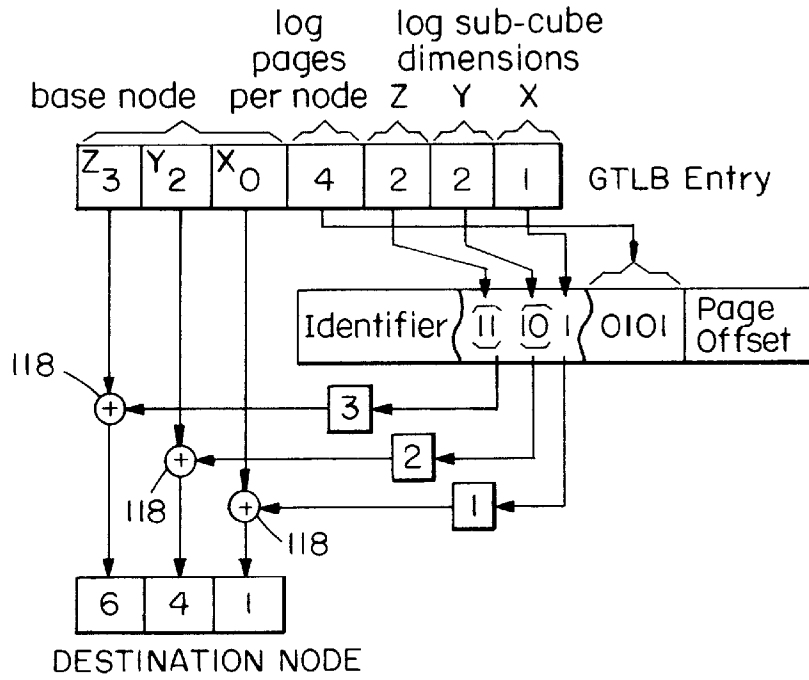 log log sub-cube
pages dimensions
base node per node Z Y X
Z3 Y2 X0 4 2 2 1 GTLB Entry
Identifier 11 10 1 0101 Page
Offset
118
+ 3
+ 2
118
+ 1
118
6 4 1
DESTINATION NODE